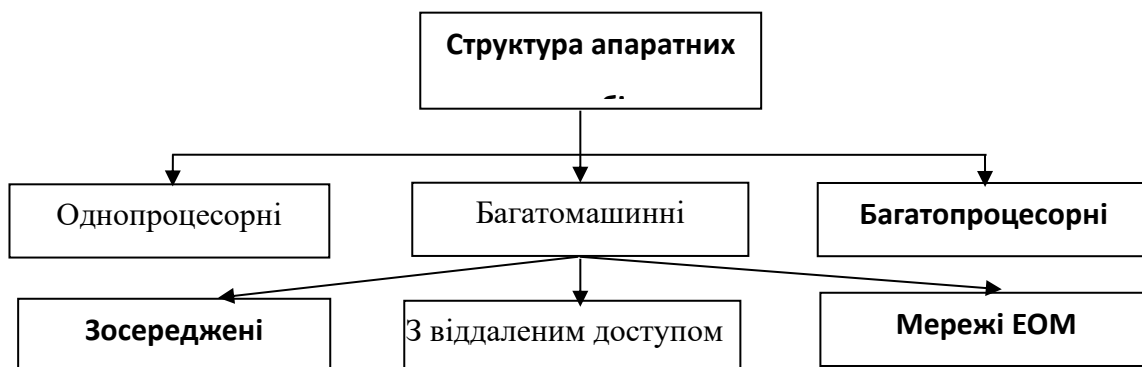 Структура апаратних
Однопроцесорні
Багатомашинні
Багатопроцесорні
Зосереджені
З віддаленим доступом
Мережі ЕОМ